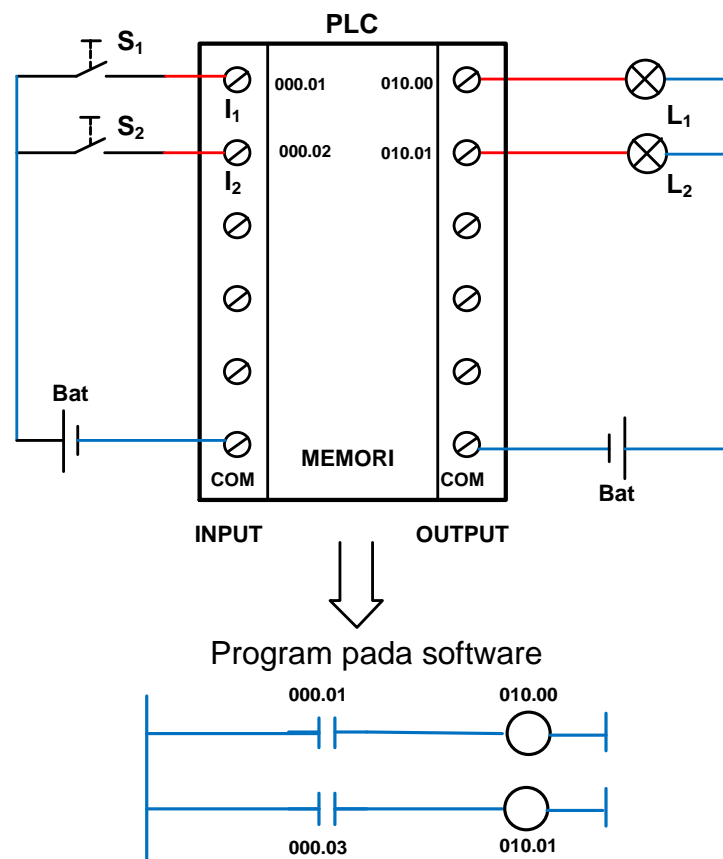 PLC
S1
000.01
010.00
I1
L1
S2
000.02
010.01
I2
L2
Bat
MEMORI
COM
COM
Bat
INPUT
OUTPUT
Program pada software
000.01
010.00
000.03
010.01